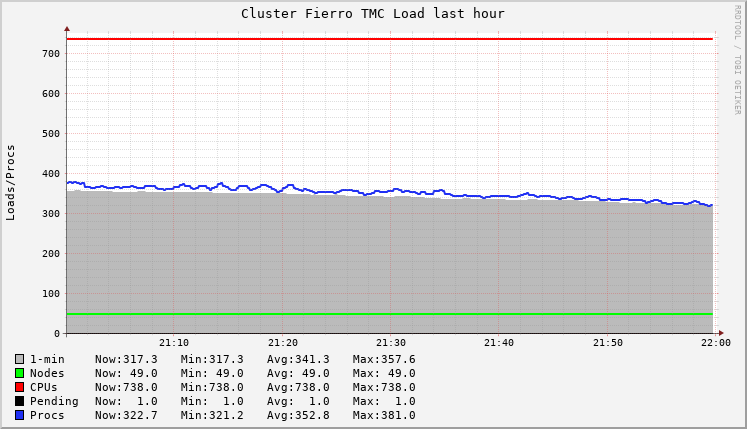 Cluster Fierro TMC Load last hour
RRDTOOL / TOBI OETIKER
Loads/Procs
700
600
500
400
300
200
100
0
21:10 21:20 21:30 21:40 21:50 22:00
1-min Now:317.3 Min:317.3 Avg:341.3 Max:357.6
Nodes Now: 49.0 Min: 49.0 Avg: 49.0 Max: 49.0
CPUs Now:738.0 Min:738.0 Avg:738.0 Max:738.0
Pending Now: 1.0 Min: 1.0 Avg: 1.0 Max: 1.0
Procs Now:322.7 Min:321.2 Avg:352.8 Max:381.0